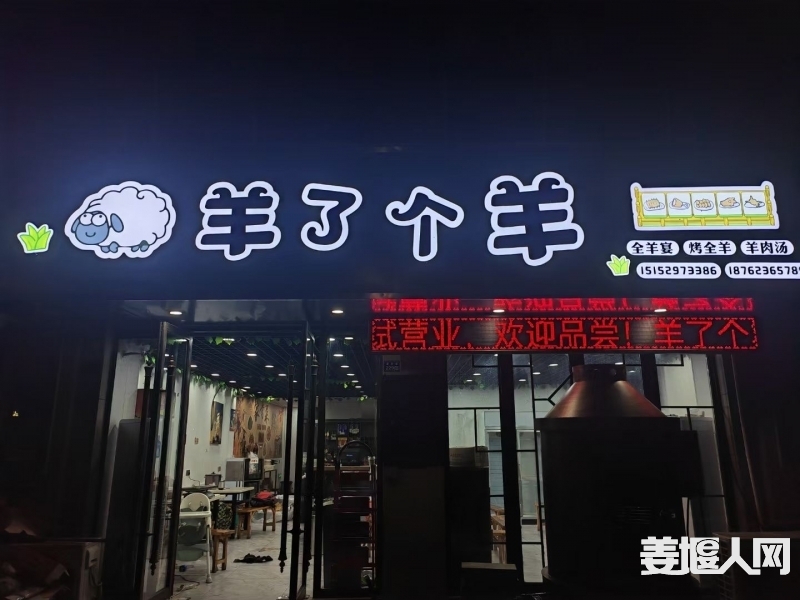 羊了个羊
全羊宴 烤全羊 羊肉汤
15152973386 1876236578
式营业，欢迎品尝！羊了个
姜堰人网